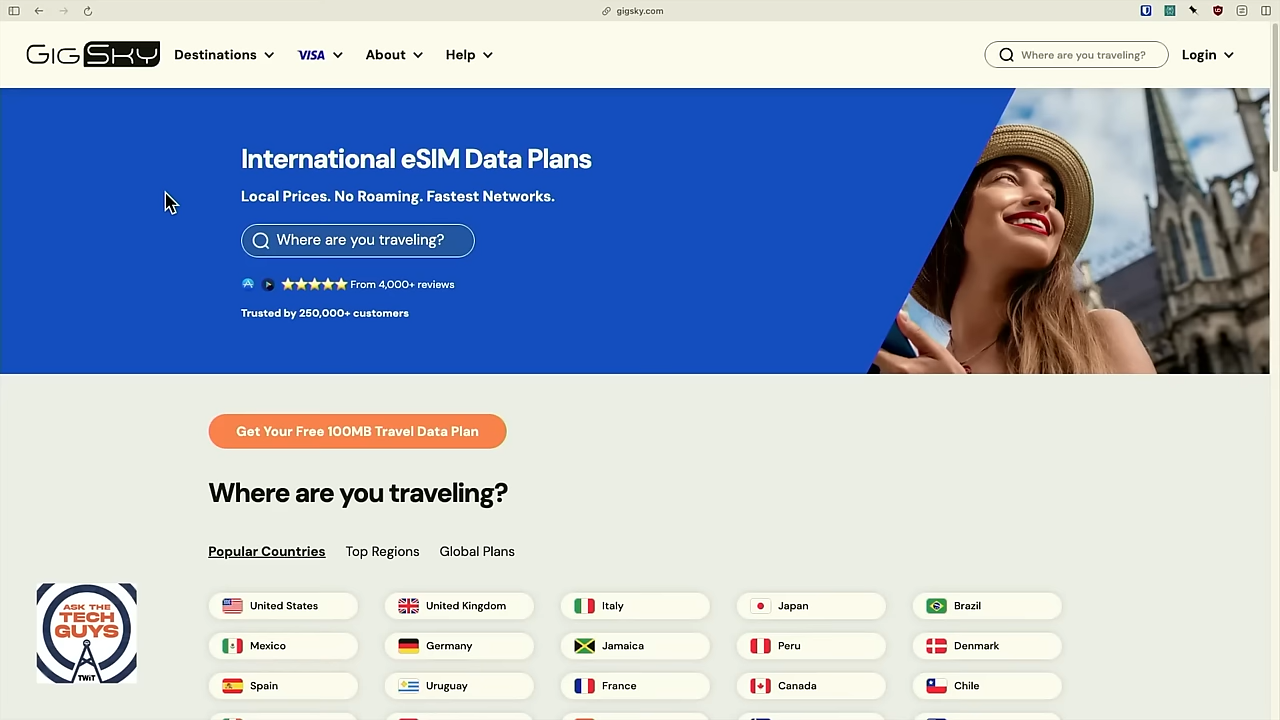 gigsky.com
GIGSKY
Destinations
VISA
About
Help
Where are you traveling?
Login
International eSIM Data Plans
Local Prices. No Roaming. Fastest Networks.
Where are you traveling?
From 4,000+ reviews
Trusted by 250,000+ customers
Get Your Free 100MB Travel Data Plan
Where are you traveling?
Popular Countries
Top Regions
Global Plans
United States
United Kingdom
Italy
Japan
Brazil
Mexico
Germany
Jamaica
Peru
Denmark
Spain
Uruguay
France
Canada
Chile
ASK THE
TECH
GUYS
TWiT